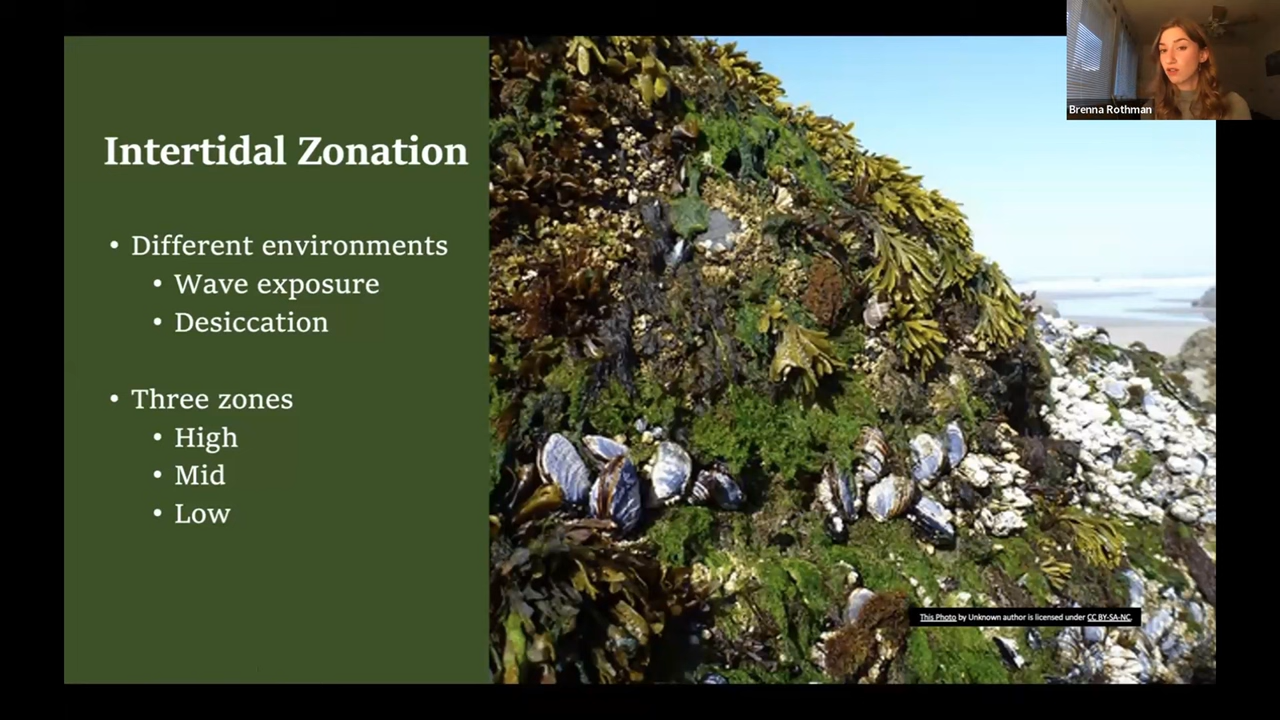 Brenna Rothman
Intertidal Zonation
• Different environments
• Wave exposure
• Desiccation
• Three zones
• High
• Mid
• Low
This Photo by Unknown author is licensed under CC BY-SA-NC.